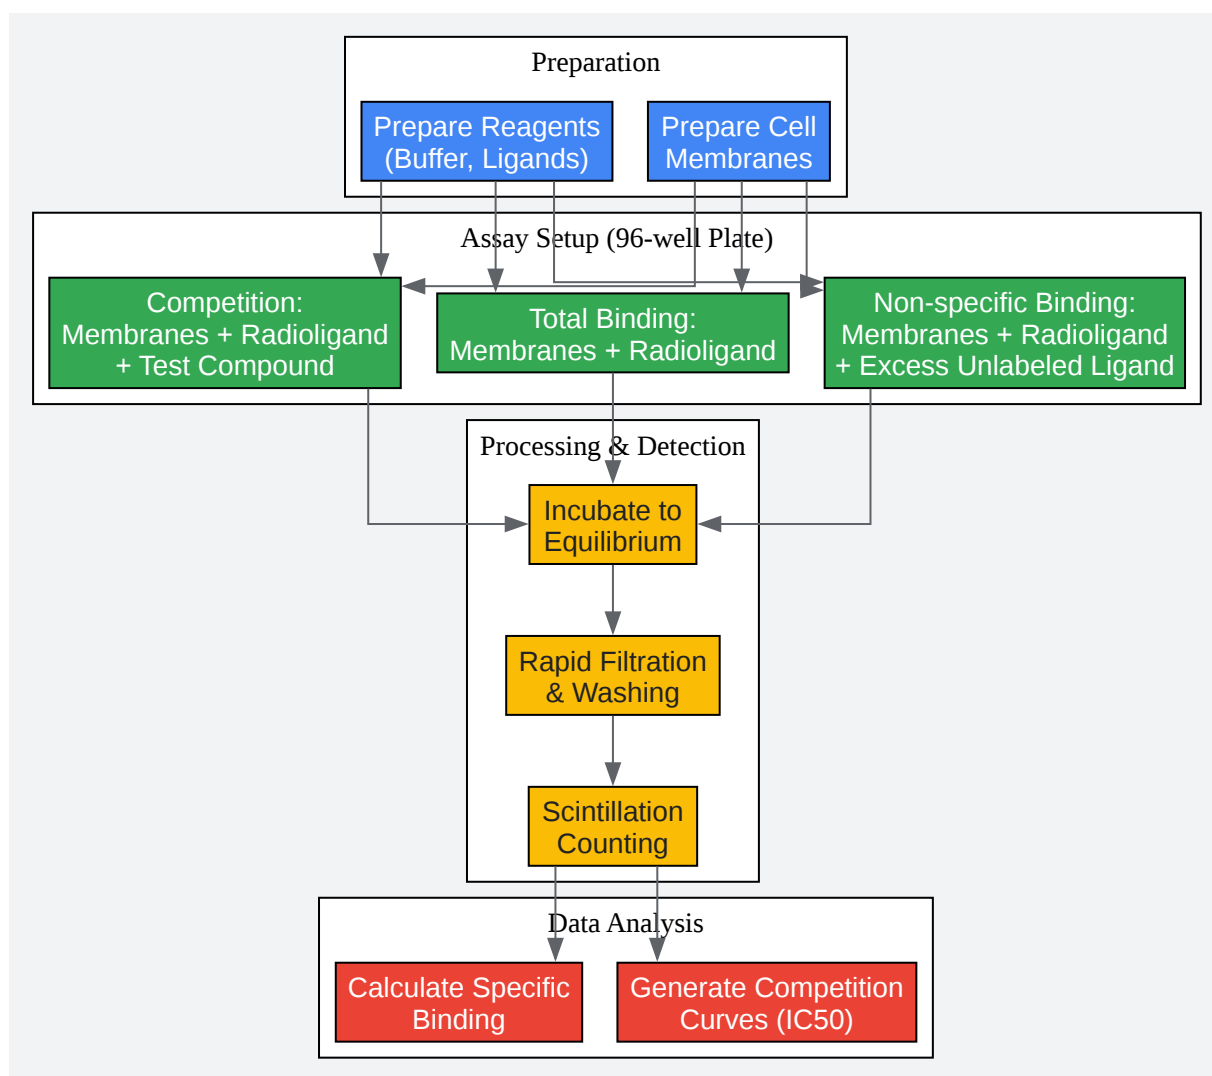 Preparation
Prepare Reagents
(Buffer, Ligands)
Prepare Cell
Membranes
Assay Setup (96-well Plate)
Competition:
Membranes + Radioligand
+ Test Compound
Total Binding:
Membranes + Radioligand
Non-specific Binding:
Membranes + Radioligand
+ Excess Unlabeled Ligand
Processing & Detection
Incubate to
Equilibrium
Rapid Filtration
& Washing
Scintillation
Counting
Data Analysis
Calculate Specific
Binding
Generate Competition
Curves (IC50)